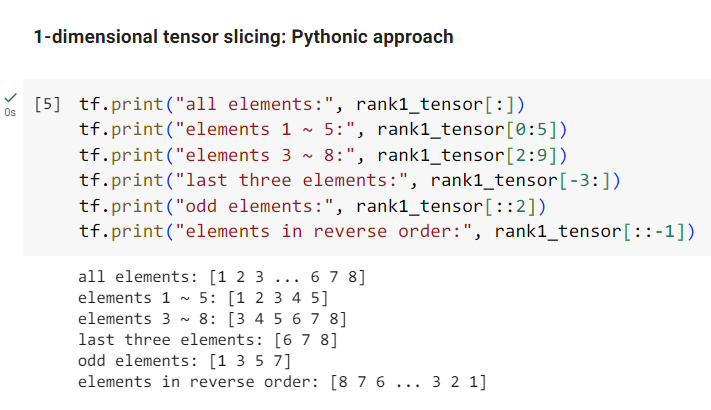 1-dimensional tensor slicing: Pythonic approach
[5] tf.print("all elements:", rank1_tensor[:])
0s
tf.print("elements 1 ~ 5:", rank1_tensor[0:5])
tf.print("elements 3 ~ 8:", rank1_tensor[2:9])
tf.print("last three elements:", rank1_tensor[-3:])
tf.print("odd elements:", rank1_tensor[::2])
tf.print("elements in reverse order:", rank1_tensor[::-1])
all elements: [1 2 3 ... 6 7 8]
elements 1 ~ 5: [1 2 3 4 5]
elements 3 ~ 8: [3 4 5 6 7 8]
last three elements: [6 7 8]
odd elements: [1 3 5 7]
elements in reverse order: [8 7 6 ... 3 2 1]